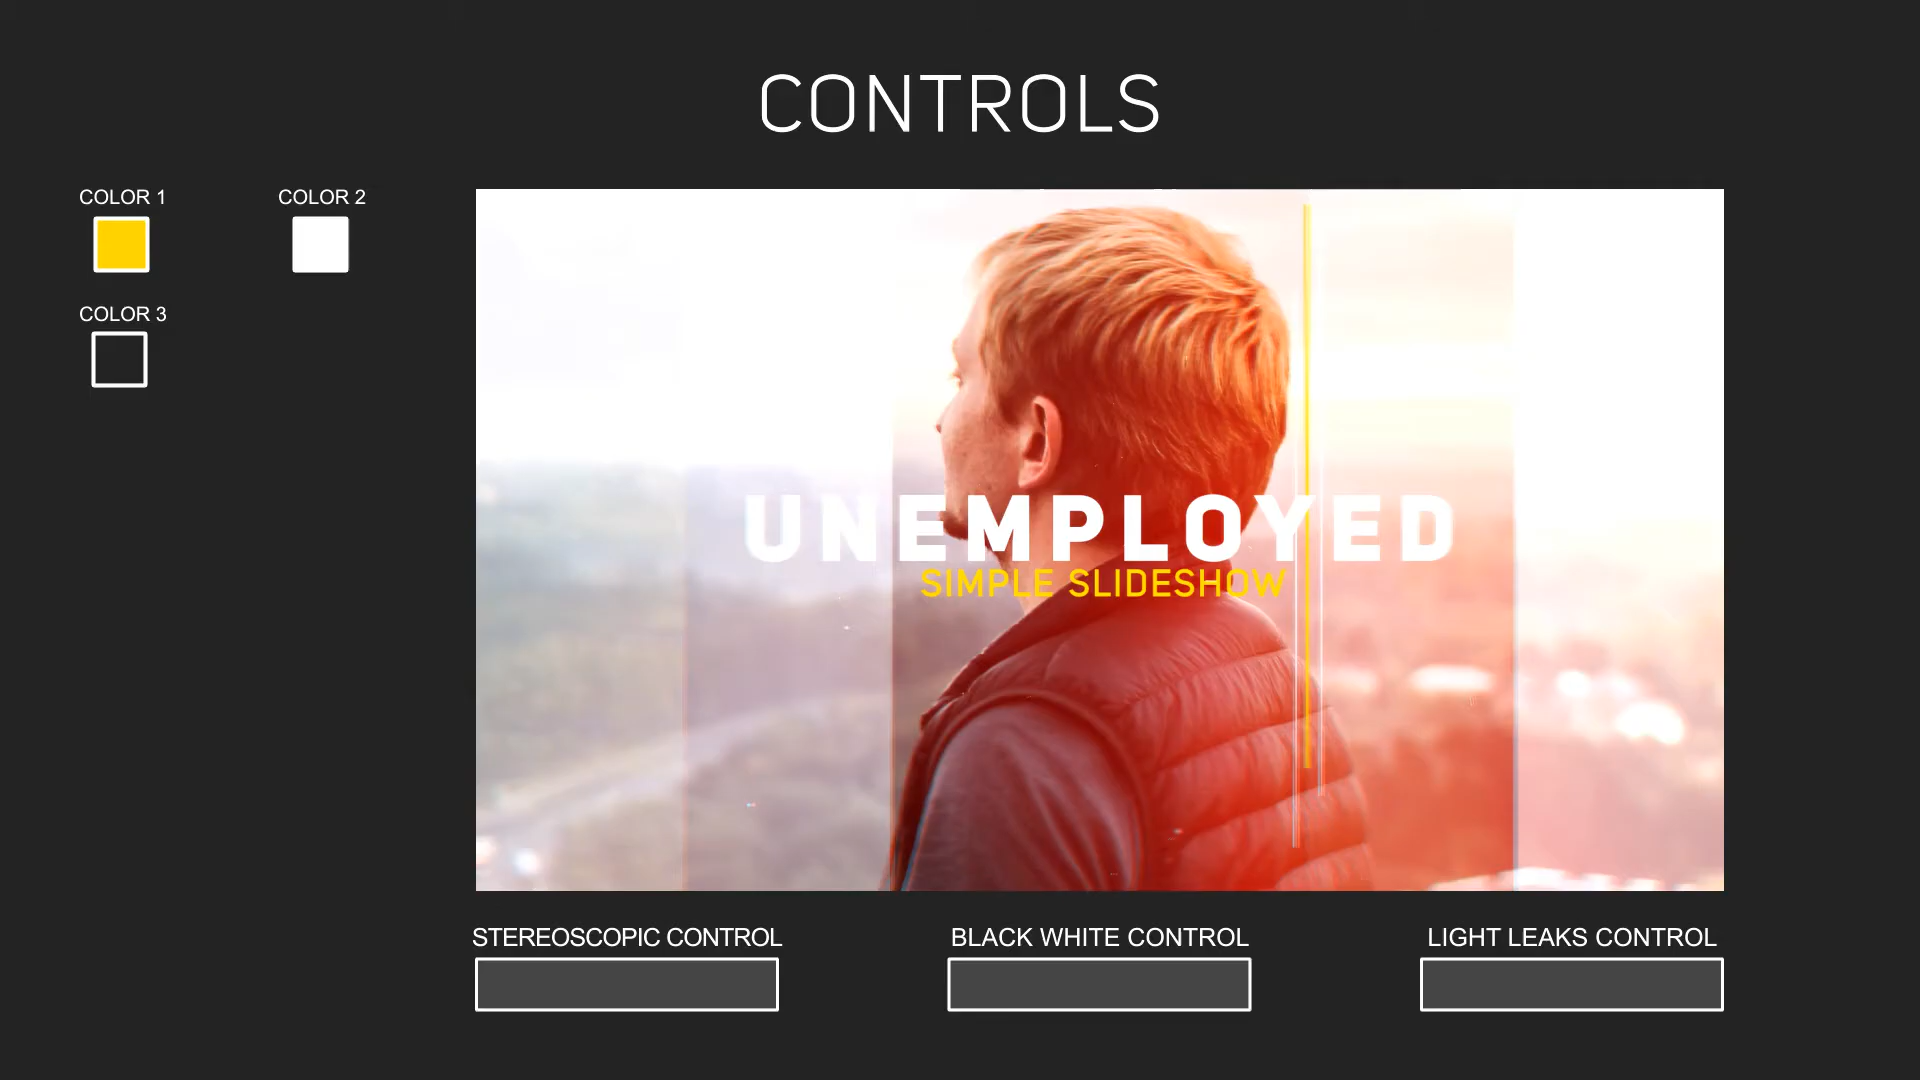 CONTROLS
COLOR 1
COLOR 2
COLOR 3
UNEMPLOYED
SIMPLE SLIDESHOW
STEREOSCOPIC CONTROL
BLACK WHITE CONTROL
LIGHT LEAKS CONTROL